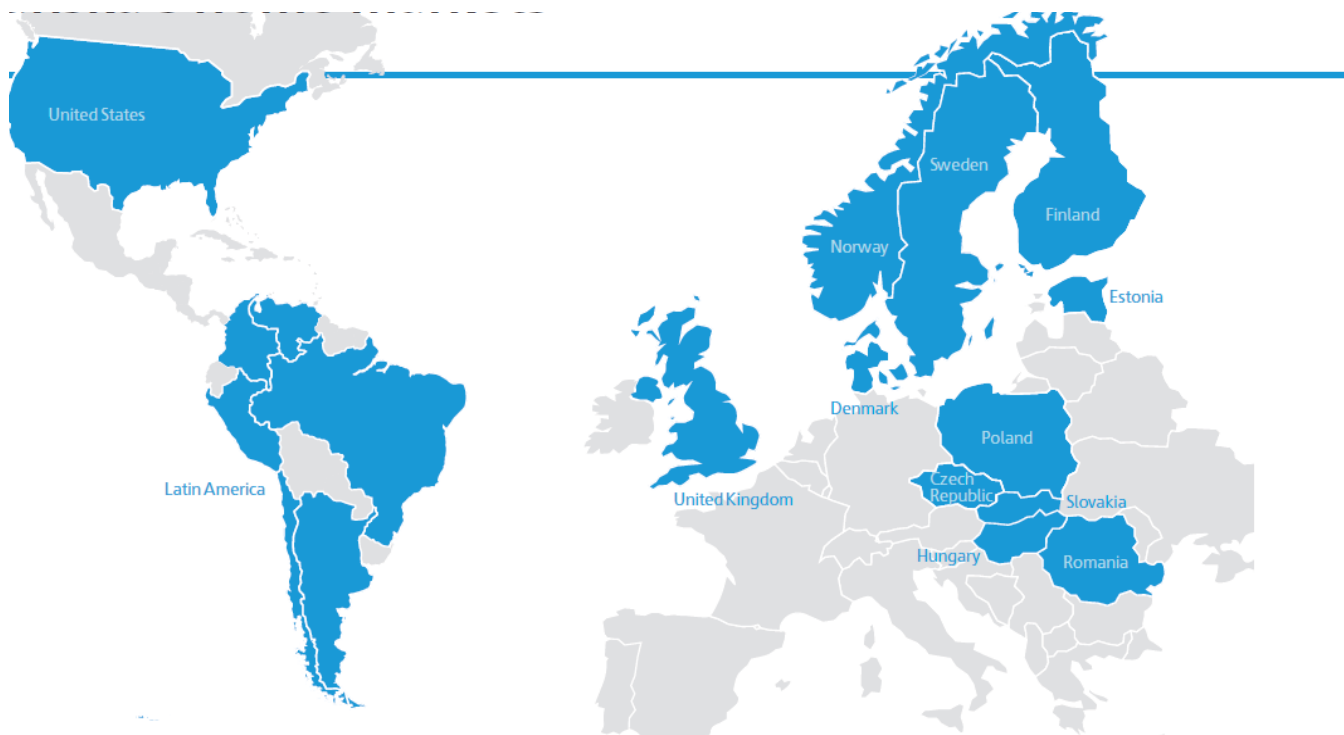 United States
Sweden
Finland
Norway
Estonia
Denmark
Poland
Latin America
Czech
Republic
United Kingdom
Slovakia
Hungary
Romania